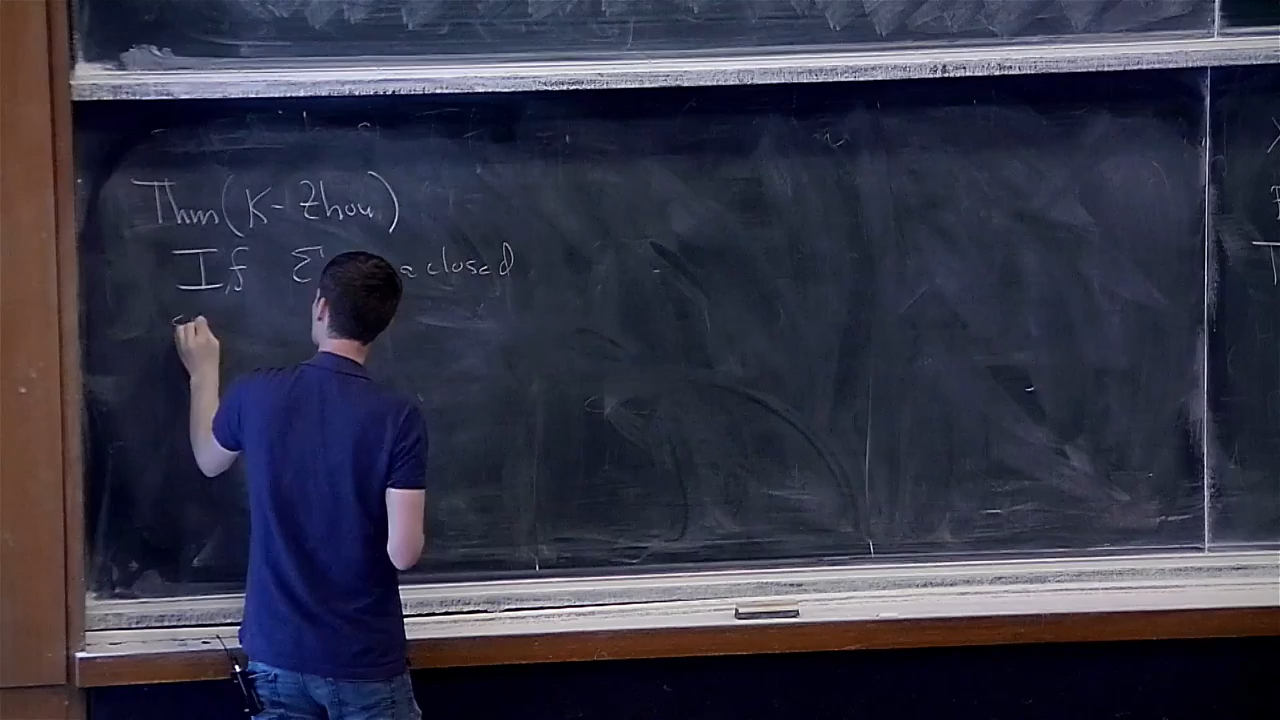 Thm (K-Zhou)
If Σ a closed